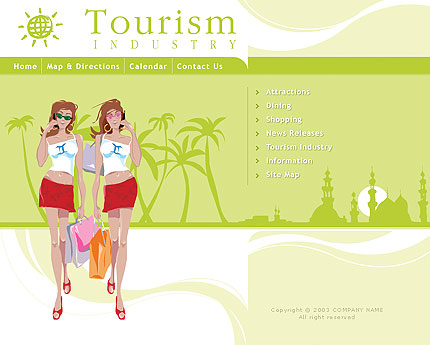 Tourism
INDUSTRY
Home Map & Directions Calendar Contact Us
Attractions
Dining
Shopping
News Releases
Tourism Industry
Information
Site Map
Copyright © 2003 COMPANY NAME
All right reserved